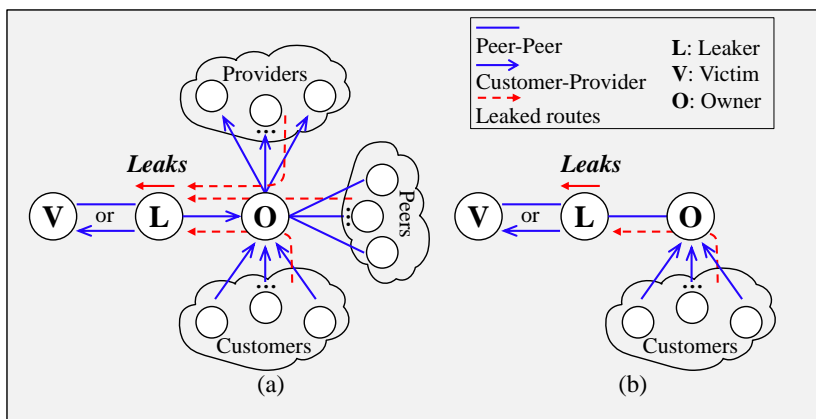 Providers
Leaks
V
or
L
O
Peers
Customers
(a)
Peer-Peer
Customer-Provider
Leaked routes
L: Leaker
V: Victim
O: Owner
Leaks
V
or
L
O
Customers
(b)